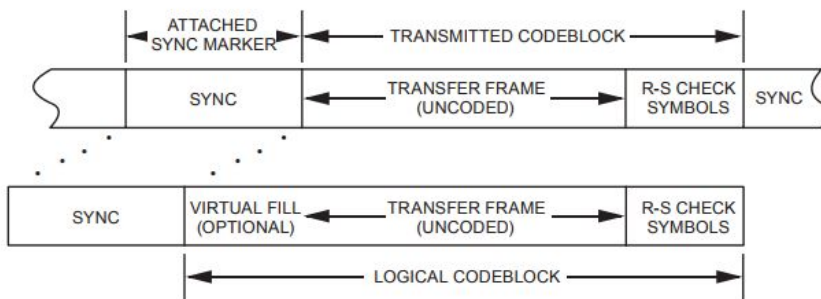 ATTACHED
SYNC MARKER
TRANSMITTED CODEBLOCK
SYNC
TRANSFER FRAME
(UNCODED)
R-S CHECK
SYMBOLS
SYNC
SYNC
VIRTUAL FILL
(OPTIONAL)
TRANSFER FRAME
(UNCODED)
R-S CHECK
SYMBOLS
LOGICAL CODEBLOCK